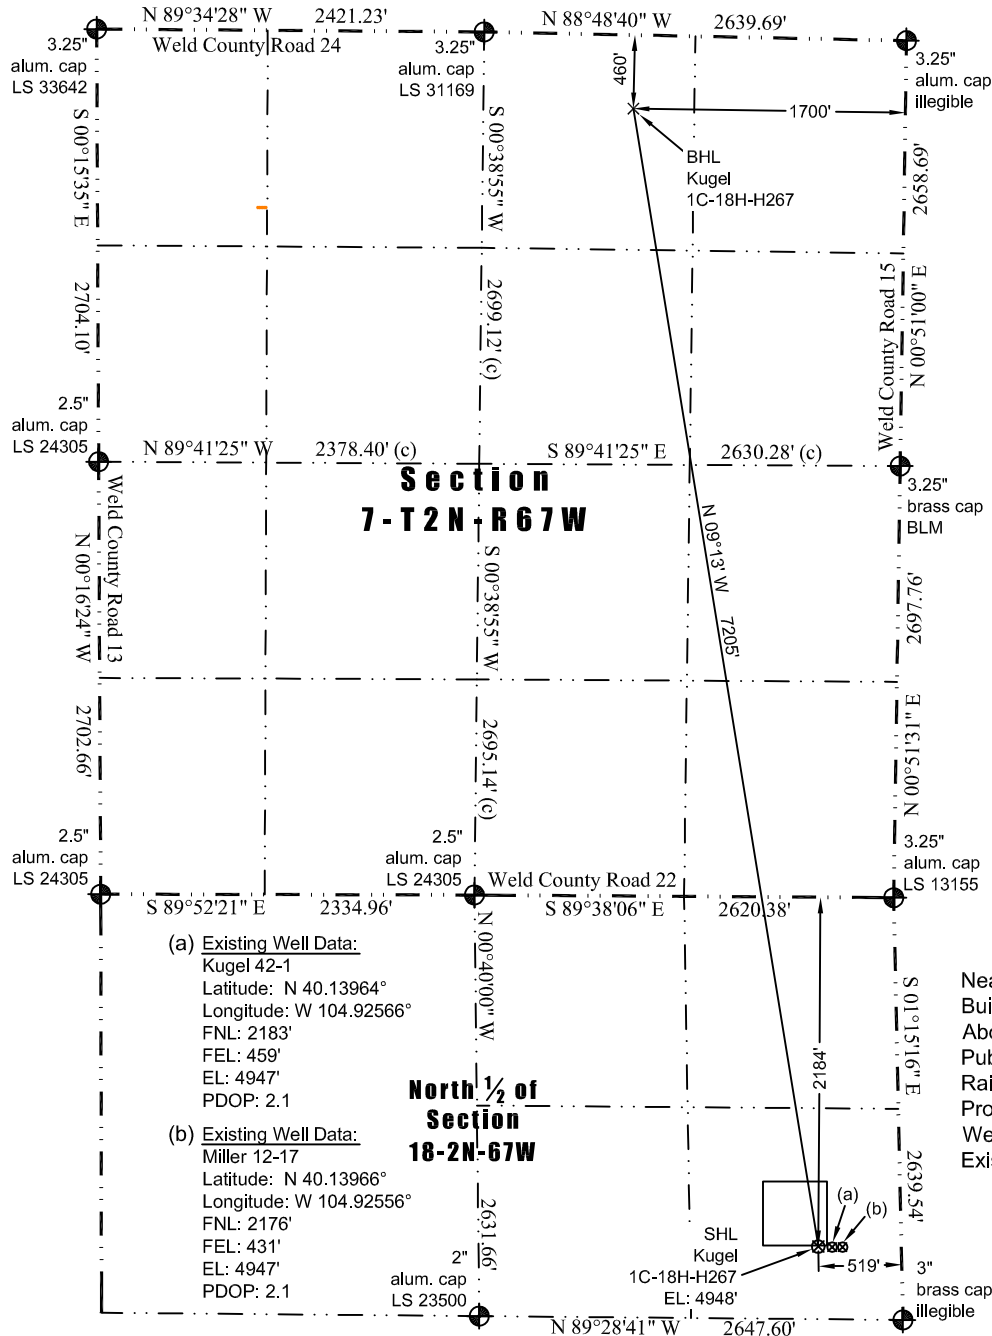 N 89°34'28" W 2421.23'
N 88°48'40" W 2639.69'
Weld County Road 24
3.25"
alum. cap
LS 33642
3.25"
alum. cap
LS 31169
3.25"
alum. cap
illegible
460'
1700'
BHL
Kugel
1C-18H-H267
S 00°15'35" E
2704.10'
S 00°38'55" W
2699.12' (c)
2658.69'
N 00°51'00" E
Weld County Road 15
2.5"
alum. cap
LS 24305
N 89°41'25" W 2378.40' (c)
S 89°41'25" E 2630.28' (c)
3.25"
brass cap
BLM
Section
7-T2N-R67W
Weld County Road 13
N 00°16'24" W
2702.66'
S 00°38'55" W
2695.14' (c)
N 09°13' W 7205'
2697.76'
N 00°51'31" E
2.5"
alum. cap
LS 24305
2.5"
alum. cap
LS 24305
3.25"
alum. cap
LS 13155
Weld County Road 22
S 89°52'21" E 2334.96'
S 89°38'06" E 2620.38'
(a) Existing Well Data:
Kugel 42-1
Latitude: N 40.13964°
Longitude: W 104.92566°
FNL: 2183'
FEL: 459'
EL: 4947'
PDOP: 2.1
(b) Existing Well Data:
Miller 12-17
Latitude: N 40.13966°
Longitude: W 104.92556°
FNL: 2176'
FEL: 431'
EL: 4947'
PDOP: 2.1
N 00°40'00" W
2631.66'
North ½ of
Section
18-2N-67W
2184'
S 01°15'16" E
2639.54'
Nea
Bui
Abo
Pub
Rai
Pro
We
Exis
(a)
(b)
SHL
Kugel
1C-18H-H267
EL: 4948'
519'
2"
alum. cap
LS 23500
3"
brass cap
illegible
N 89°28'41" W 2647.60'